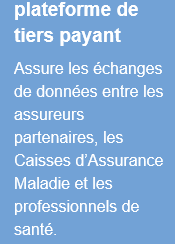 plateforme de
tiers payant
Assure les échanges
de données entre les
assureurs
partenaires, les
Caisses d’Assurance
Maladie et les
professionnels de
santé.